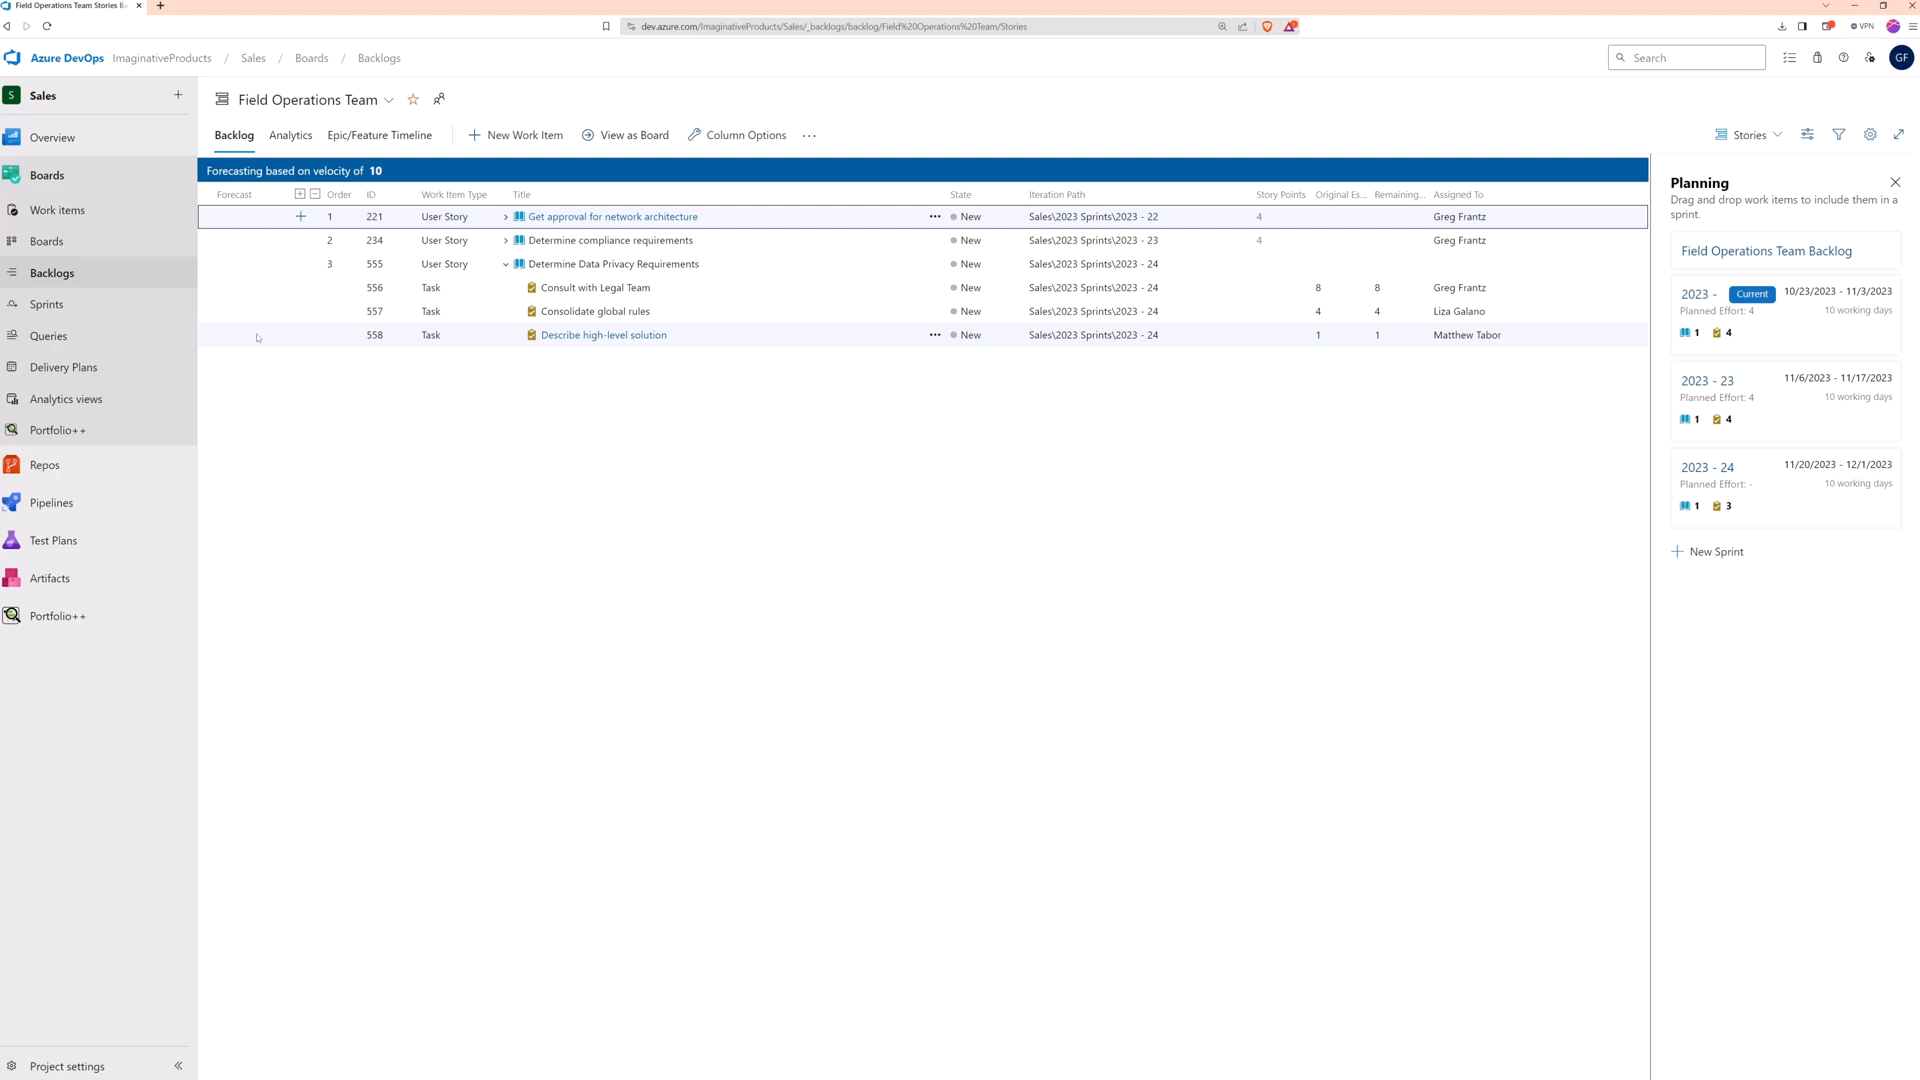 Field Operations Team Stories Ba
dev.azure.com/ImaginativeProducts/Sales/_backlogs/backlog/Field%20Operations%20Team/Stories
VPN
Azure DevOps ImaginativeProducts / Sales / Boards / Backlogs
Search
GF
S Sales
Overview
Boards
Work items
Boards
Backlogs
Sprints
Queries
Delivery Plans
Analytics views
Portfolio++
Repos
Pipelines
Test Plans
Artifacts
Portfolio++
Project settings
Field Operations Team
Backlog Analytics Epic/Feature Timeline New Work Item View as Board Column Options ...
Stories
Forecasting based on velocity of 10
Forecast Order ID Work Item Type Title State Iteration Path Story Points Original Es... Remaining... Assigned To
1 221 User Story Get approval for network architecture ... New Sales\2023 Sprints\2023 - 22 4 Greg Frantz
2 234 User Story Determine compliance requirements New Sales\2023 Sprints\2023 - 23 4 Greg Frantz
3 555 User Story Determine Data Privacy Requirements New Sales\2023 Sprints\2023 - 24
556 Task Consult with Legal Team New Sales\2023 Sprints\2023 - 24 8 8 Greg Frantz
557 Task Consolidate global rules New Sales\2023 Sprints\2023 - 24 4 4 Liza Galano
558 Task Describe high-level solution ... New Sales\2023 Sprints\2023 - 24 1 1 Matthew Tabor
Planning
Drag and drop work items to include them in a
sprint.
Field Operations Team Backlog
2023 - Current 10/23/2023 - 11/3/2023
Planned Effort: 4 10 working days
1 4
2023 - 23 11/6/2023 - 11/17/2023
Planned Effort: 4 10 working days
1 4
2023 - 24 11/20/2023 - 12/1/2023
Planned Effort: - 10 working days
1 3
New Sprint